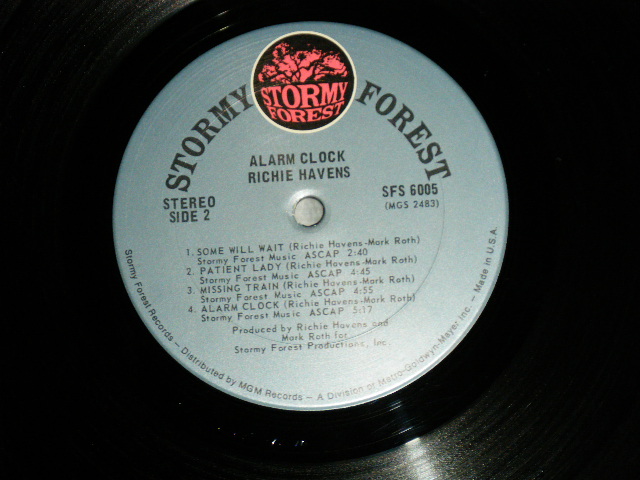 STORMY
FOREST
STORMY FOREST
ALARM CLOCK
RICHIE HAVENS
STEREO
SIDE 2
SFS 6005
(MGS 2483)
1. SOME WILL WAIT (Richie Havens-Mark Roth)
Stormy Forest Music ASCAP 2:40
2. PATIENT LADY (Richie Havens-Mark Roth)
Stormy Forest Music ASCAP 4:45
3. MISSING TRAIN (Richie Havens-Mark Roth)
Stormy Forest Music ASCAP 4:55
4. ALARM CLOCK (Richie Havens-Mark Roth)
Stormy Forest Music ASCAP 5:17
Produced by Richie Havens and
Mark Roth for
Stormy Forest Productions, Inc.
Stormy Forest Records – Distributed by MGM Records – A Division of Metro-Goldwyn-Mayer, Inc. – Made in U.S.A.